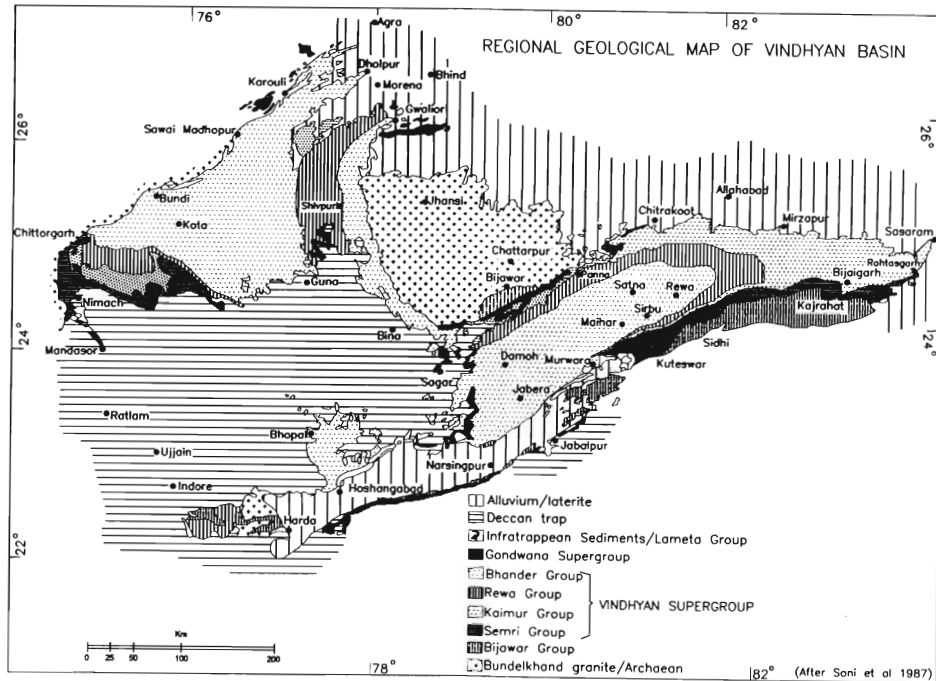 76°
80°
82°
REGIONAL GEOLOGICAL MAP OF VINDHYAN BASIN
Agra
Dholpur
Bhind
Karouli
Morena
Gwalior
26°
26°
Sawai Madhopur
Allahabad
Bundi
Shivpuri
Jhansi
Chitrakoot
Mirzapur
Kota
Sasaram
Chittorgarh
Chattarpur
Rohtasgarh
Panna
Bijawar
Satna
Rewa
Bijaigarh
Guna
Nimach
Sirbu
Kajrahat
Maihar
Bina
24°
24°
Sidhi
Mandasor
Damoh
Murwara
Kuteswar
Sagar
Jabera
Ratlam
Bhopal
Jabalpur
Ujjain
Narsingpur
Indore
Hoshangabad
Harda
22°
Alluvium/laterite
Deccan trap
Infratrappean Sediments/Lameta Group
Gondwana Supergroup
Bhander Group
Rewa Group
VINDHYAN SUPERGROUP
Kaimur Group
Semri Group
Bijawar Group
Bundelkhand granite/Archaean
Kms
0 25 50 100 200
78°
82°
(After Soni et al 1987)